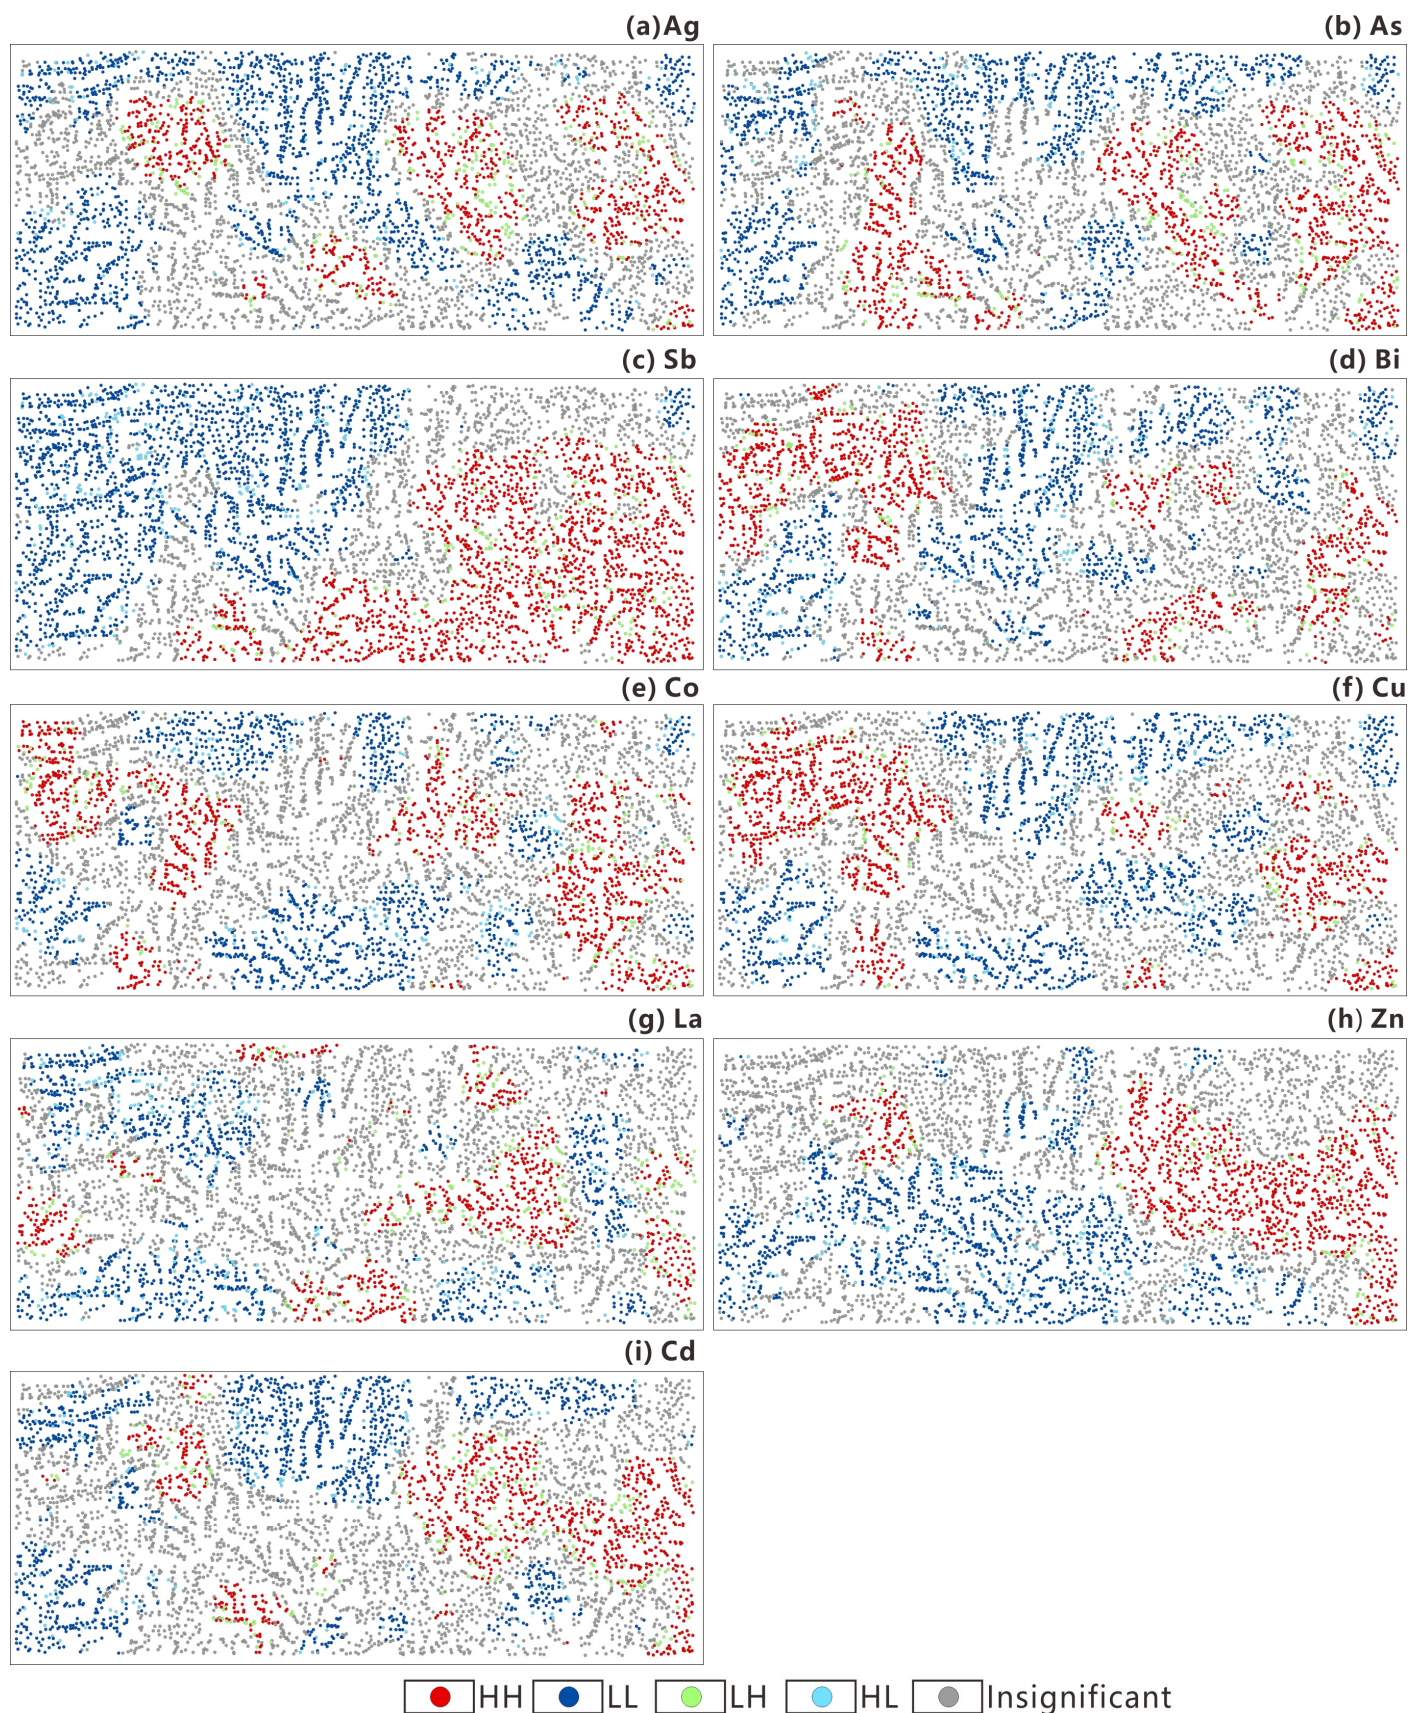 (a)Ag
(b) As
(c) Sb
(d) Bi
(e) Co
(f) Cu
(g) La
(h) Zn
(i) Cd
HH LL LH HL Insignificant